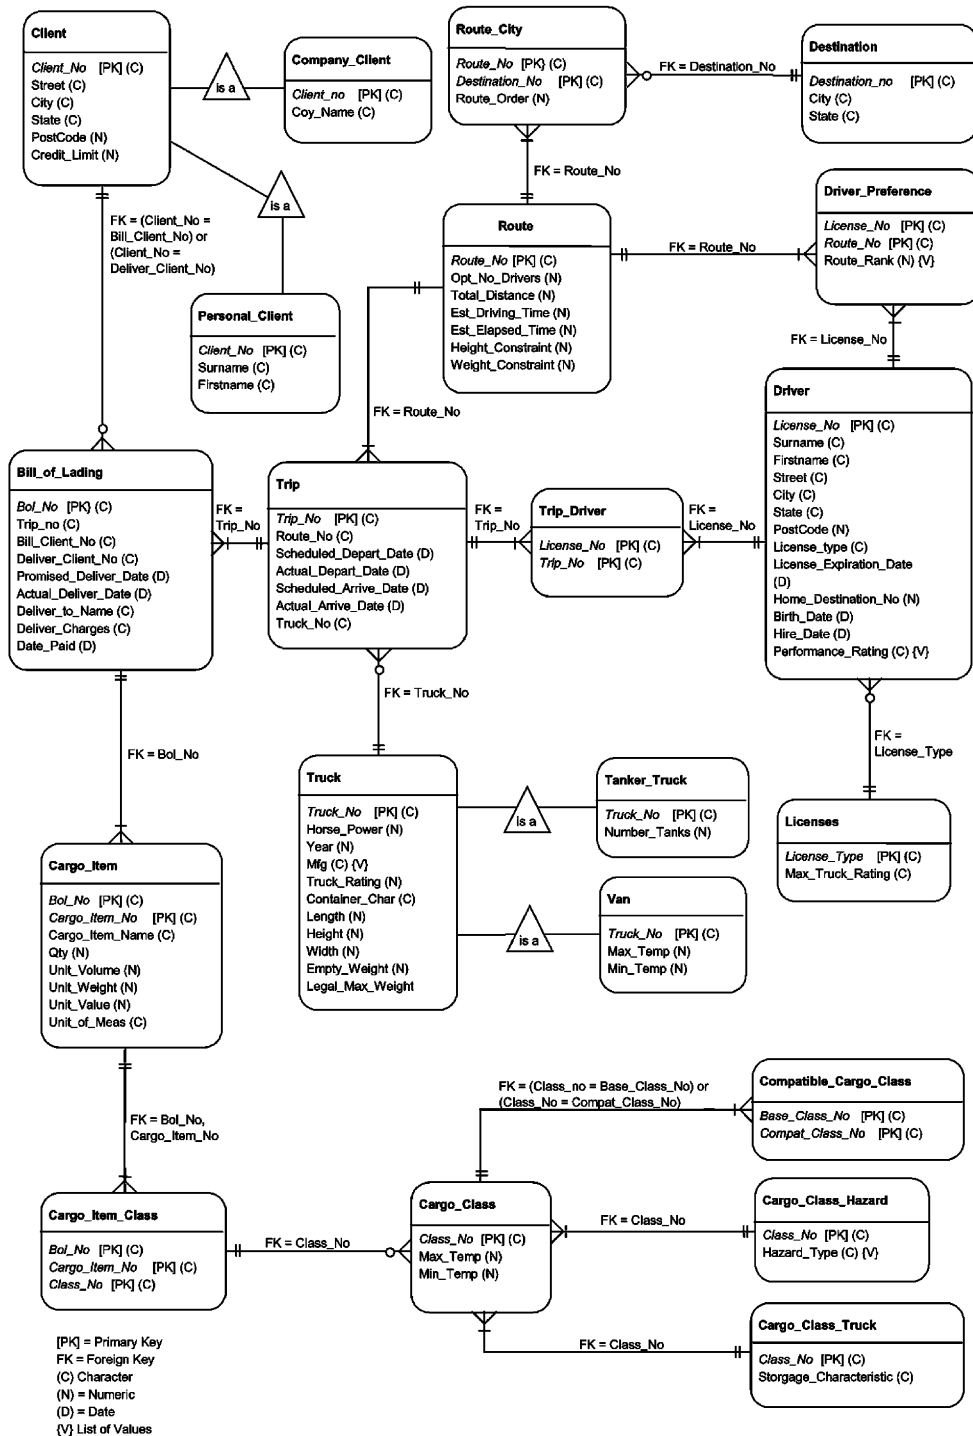 Client
Client_No [PK] (C)
Street (C)
City (C)
State (C)
PostCode (N)
Credit_Limit (N)
is a
Company_Client
Client_no [PK] (C)
Coy_Name (C)
Route_City
Route_No [PK} (C)
Destination_No [PK] (C)
Route_Order (N)
FK = Destination_No
Destination
Destination_no [PK] (C)
City (C)
State (C)
is a
FK = (Client_No =
Bill_Client_No) or
(Client_No =
Deliver_Client_No)
Personal_Client
Client_No [PK] (C)
Surname (C)
Firstname (C)
FK = Route_No
Route
Route_No [PK] (C)
Opt_No_Drivers (N)
Total_Distance (N)
Est_Driving_Time (N)
Est_Elapsed_Time (N)
Height_Constraint (N)
Weight_Constraint (N)
FK = Route_No
Driver_Preference
License_No [PK] (C)
Route_No [PK] (C)
Route_Rank (N) {V}
FK = License_No
FK = Route_No
Bill_of_Lading
Bol_No [PK} (C)
Trip_no (C)
Bill_Client_No (C)
Deliver_Client_No (C)
Promised_Deliver_Date (D)
Actual_Deliver_Date (D)
Deliver_to_Name (C)
Deliver_Charges (C)
Date_Paid (D)
FK =
Trip_No
Trip
Trip_No [PK] (C)
Route_No (C)
Scheduled_Depart_Date (D)
Actual_Depart_Date (D)
Scheduled_Arrive_Date (D)
Actual_Arrive_Date (D)
Truck_No (C)
FK =
Trip_No
Trip_Driver
License_No [PK] (C)
Trip_No [PK] (C)
FK =
License_No
Driver
License_No [PK] (C)
Surname (C)
Firstname (C)
Street (C)
City (C)
State (C)
PostCode (N)
License_type (C)
License_Expiration_Date
(D)
Home_Destination_No (N)
Birth_Date (D)
Hire_Date (D)
Performance_Rating (C) {V}
FK = Bol_No
FK = Truck_No
FK =
License_Type
Truck
Truck_No [PK] (C)
Horse_Power (N)
Year (N)
Mfg (C) {V}
Truck_Rating (N)
Container_Char (C)
Length (N)
Height (N)
Width (N)
Empty_Weight (N)
Legal_Max_Weight
is a
Tanker_Truck
Truck_No [PK] (C)
Number_Tanks (N)
is a
Van
Truck_No [PK] (C)
Max_Temp (N)
Min_Temp (N)
Licenses
License_Type [PK] (C)
Max_Truck_Rating (C)
Cargo_Item
Bol_No [PK] (C)
Cargo_Item_No [PK] (C)
Cargo_Item_Name (C)
Qty (N)
Unit_Volume (N)
Unit_Weight (N)
Unit_Value (N)
Unit_of_Meas (C)
FK = Bol_No,
Cargo_Item_No
FK = (Class_no = Base_Class_No) or
(Class_No = Compat_Class_No)
Compatible_Cargo_Class
Base_Class_No [PK] (C)
Compat_Class_No [PK] (C)
Cargo_Item_Class
Bol_No [PK] (C)
Cargo_Item_No [PK] (C)
Class_No [PK] (C)
FK = Class_No
Cargo_Class
Class_No [PK] (C)
Max_Temp (N)
Min_Temp (N)
FK = Class_No
Cargo_Class_Hazard
Class_No [PK] (C)
Hazard_Type (C) {V}
FK = Class_No
Cargo_Class_Truck
Class_No [PK] (C)
Storgage_Characteristic (C)
[PK] = Primary Key
FK = Foreign Key
(C) Character
(N) = Numeric
(D) = Date
{V} List of Values